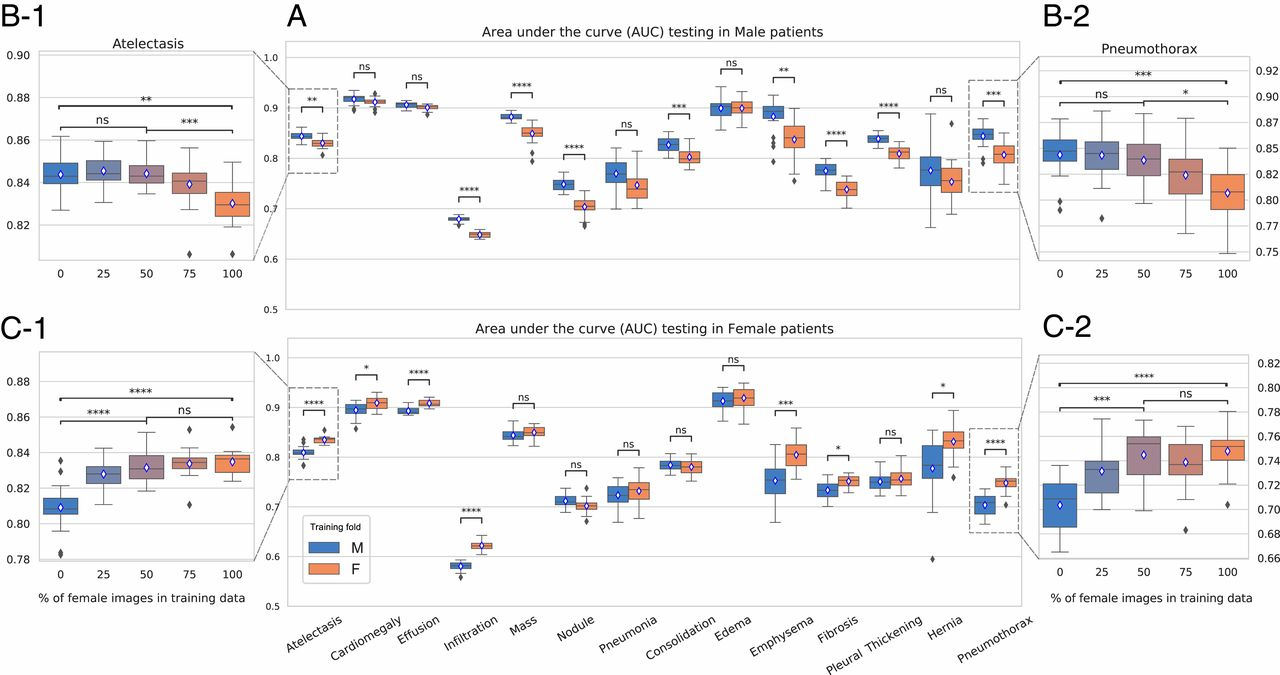 B-1
A
B-2
Atelectasis
Area under the curve (AUC) testing in Male patients
Pneumothorax
0.90
0.88
0.86
0.84
0.82
**
ns
***
0 25 50 75 100
1.0
0.9
0.8
0.7
0.6
0.5
** ns ns **** **** **** ns *** ns ** **** **** ns ***
***
ns
*
0.92
0.90
0.87
0.85
0.82
0.80
0.77
0.75
0 25 50 75 100
C-1
Area under the curve (AUC) testing in Female patients
C-2
0.88
0.86
0.84
0.82
0.80
0.78
****
****
ns
0 25 50 75 100
% of female images in training data
1.0
0.9
0.8
0.7
0.6
0.5
**** * **** **** ns ns ns ns ns *** * ns * ****
Training fold
M
F
Atelectasis
Cardiomegaly
Effusion
Infiltration
Mass
Nodule
Pneumonia
Consolidation
Edema
Emphysema
Fibrosis
Pleural Thickening
Hernia
Pneumothorax
****
***
ns
0.82
0.80
0.78
0.76
0.74
0.72
0.70
0.68
0.66
0 25 50 75 100
% of female images in training data